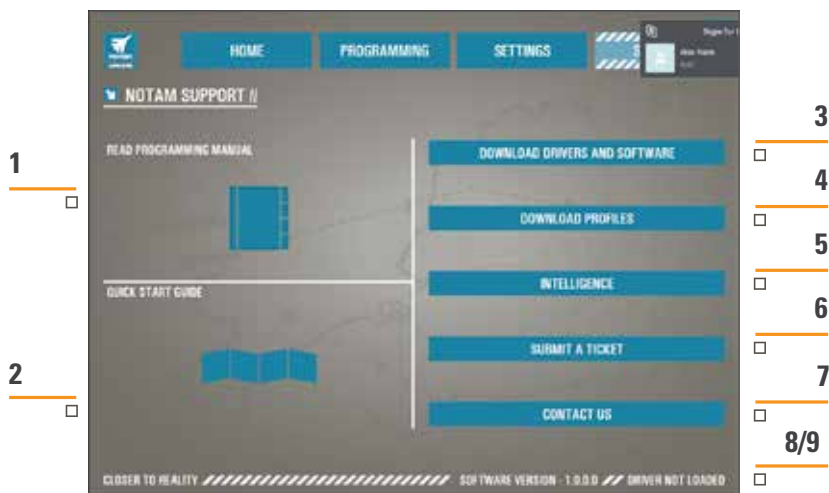 HOME PROGRAMMING SETTINGS
NOTAM SUPPORT //
READ PROGRAMMING MANUAL
QUICK START GUIDE
DOWNLOAD DRIVERS AND SOFTWARE
DOWNLOAD PROFILES
INTELLIGENCE
SUBMIT A TICKET
CONTACT US
CLOSER TO REALITY SOFTWARE VERSION - 1.0.0.0 // DRIVER NOT LOADED
1
2
3
4
5
6
7
8/9